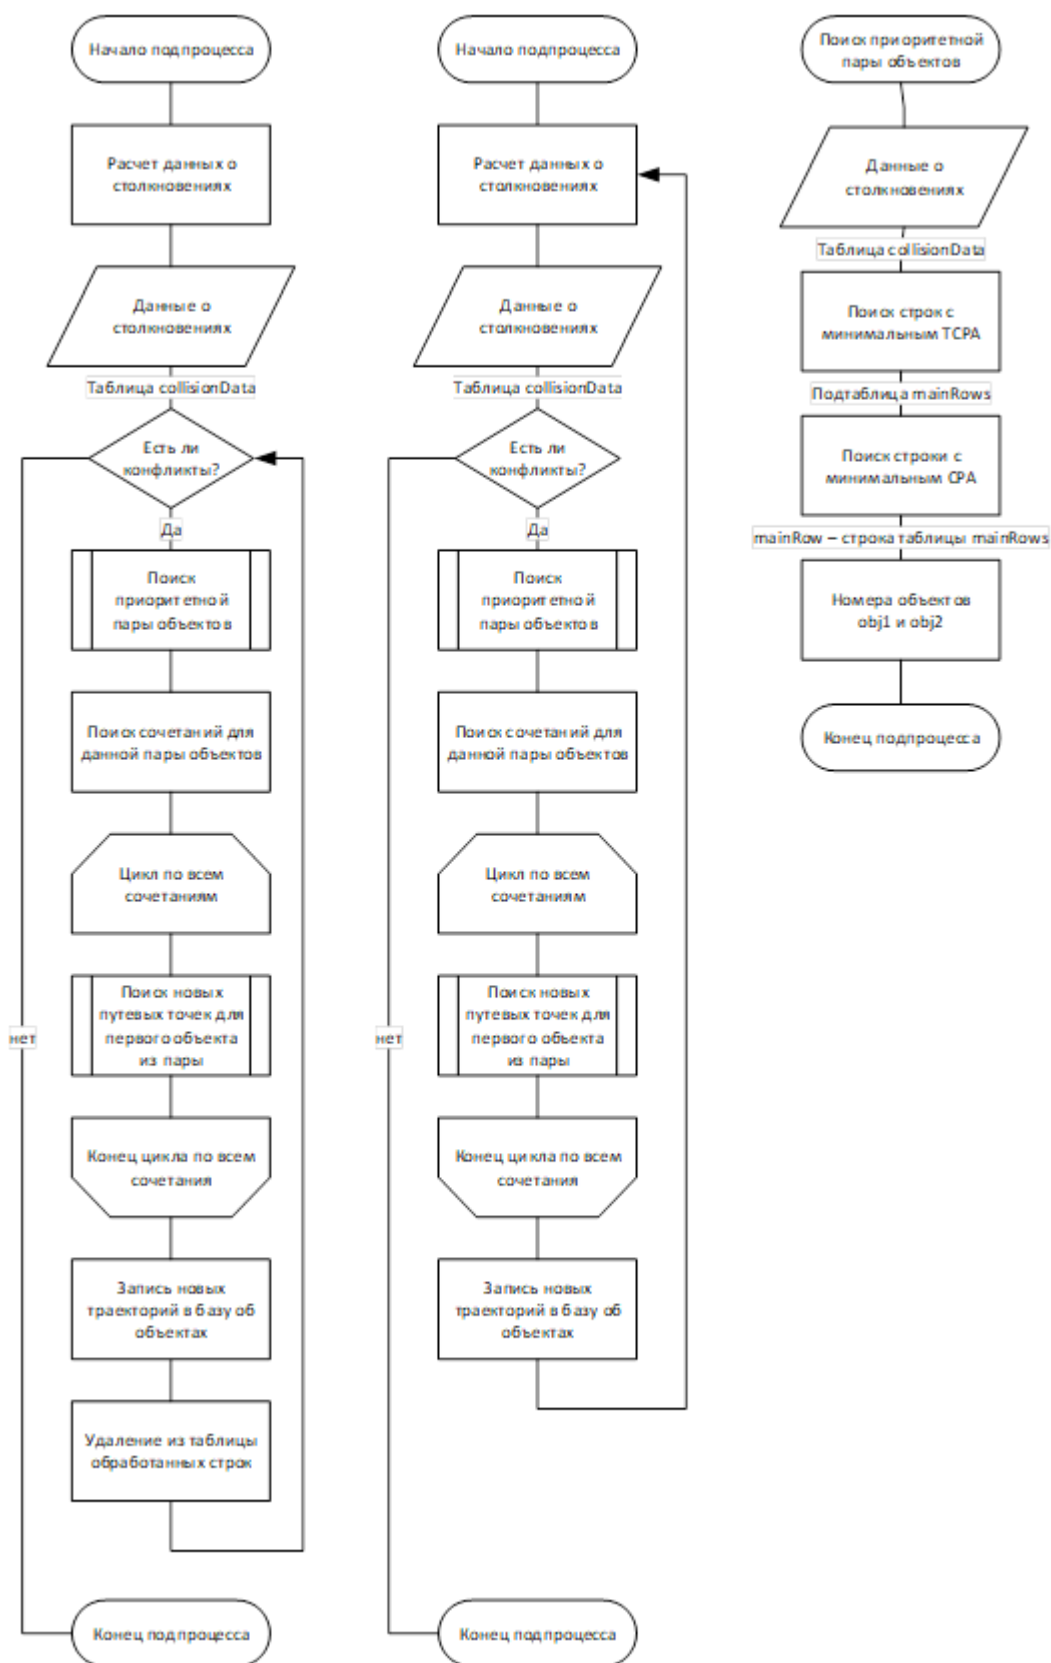 Начало подпроцесса
Расчет данных о
столкновениях
Данные о
столкновениях
Таблица collisionData
Есть ли
конфликты?
Да
нет
Поиск
приоритетной
пары объектов
Поиск сочетаний для
данной пары объектов
Цикл по всем
сочетаниям
Поиск новых
путевых точек для
первого объекта
из пары
Конец цикла по всем
сочетания
Запись новых
траекторий в базу об
объектах
Удаление из таблицы
обработанных строк
Конец подпроцесса
Начало подпроцесса
Расчет данных о
столкновениях
Данные о
столкновениях
Таблица collisionData
Есть ли
конфликты?
Да
нет
Поиск
приоритетной
пары объектов
Поиск сочетаний для
данной пары объектов
Цикл по всем
сочетаниям
Поиск новых
путевых точек для
первого объекта
из пары
Конец цикла по всем
сочетания
Запись новых
траекторий в базу об
объектах
Конец подпроцесса
Поиск приоритетной
пары объектов
Данные о
столкновениях
Таблица collisionData
Поиск строк с
минимальным TCPA
Подтаблица mainRows
Поиск строки с
минимальным CPA
mainRow – строка таблицы mainRows
Номера объектов
obj1 и obj2
Конец подпроцесса